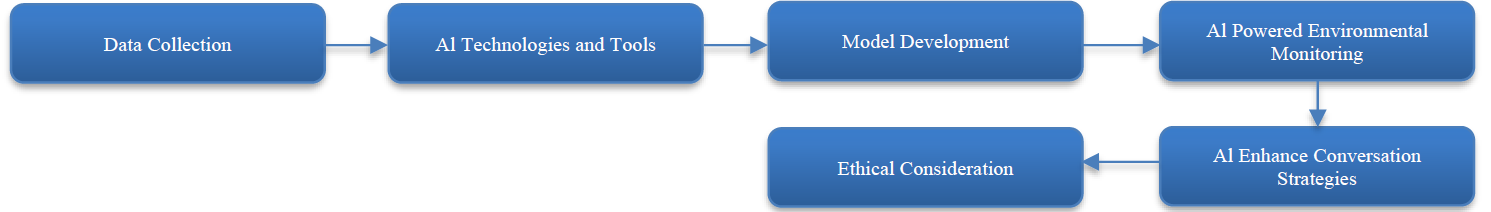 Data Collection
Al Technologies and Tools
Model Development
Al Powered Environmental
Monitoring
Al Enhance Conversation
Strategies
Ethical Consideration